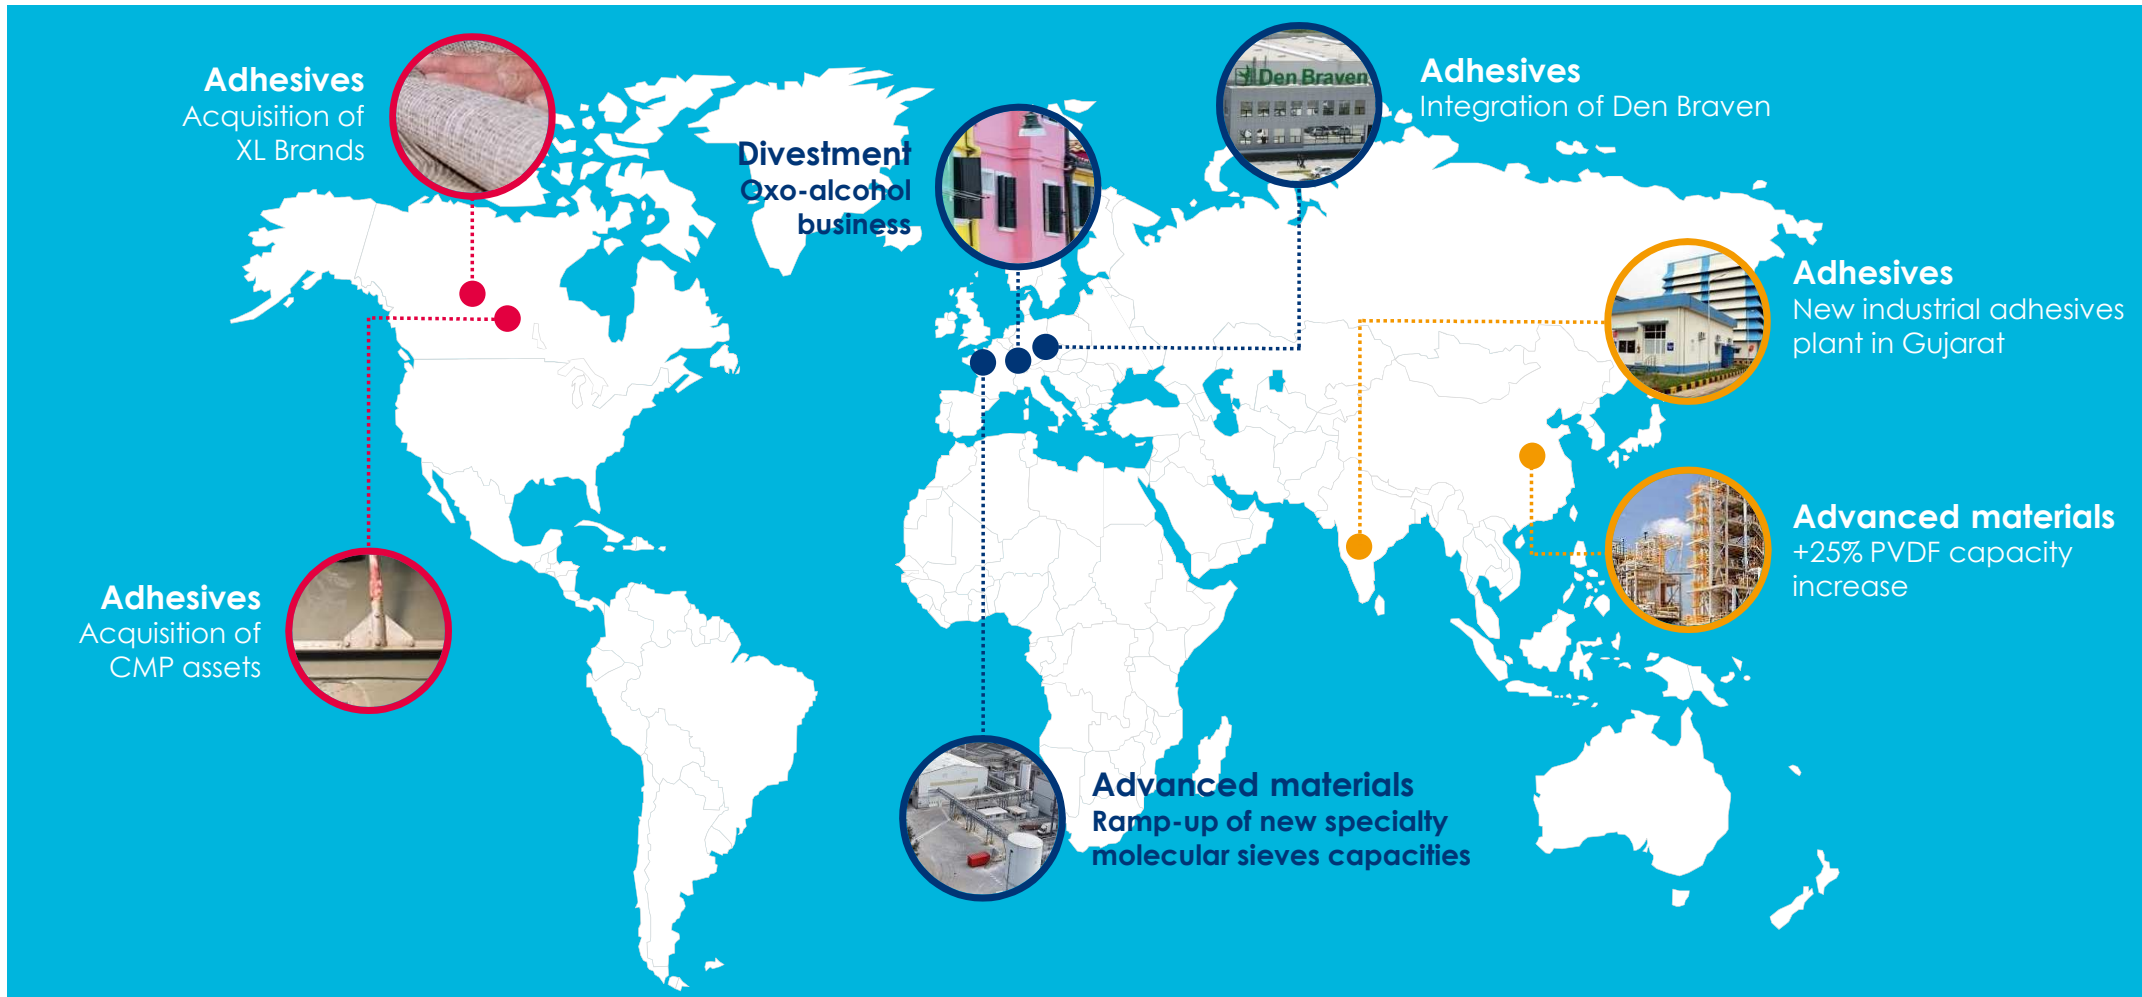 Adhesives
Acquisition of
XL Brands
Divestment
Oxo-alcohol
business
Den Braven
Adhesives
Integration of Den Braven
Adhesives
New industrial adhesives
plant in Gujarat
Advanced materials
+25% PVDF capacity
increase
Adhesives
Acquisition of
CMP assets
Advanced materials
Ramp-up of new specialty
molecular sieves capacities